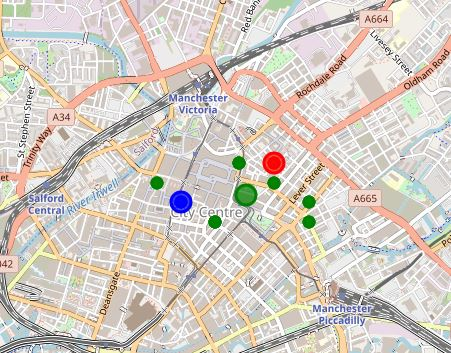 A664
Red Bank
Livesey Street
Rochdale Road
Oldham Road
St Stephen Street
Manchester
Victoria
A34
Trinity Way
Salford
Lever Street
Salford
Central
River Irwell
A665
City Centre
042
Deansgate
Manchester
Piccadilly